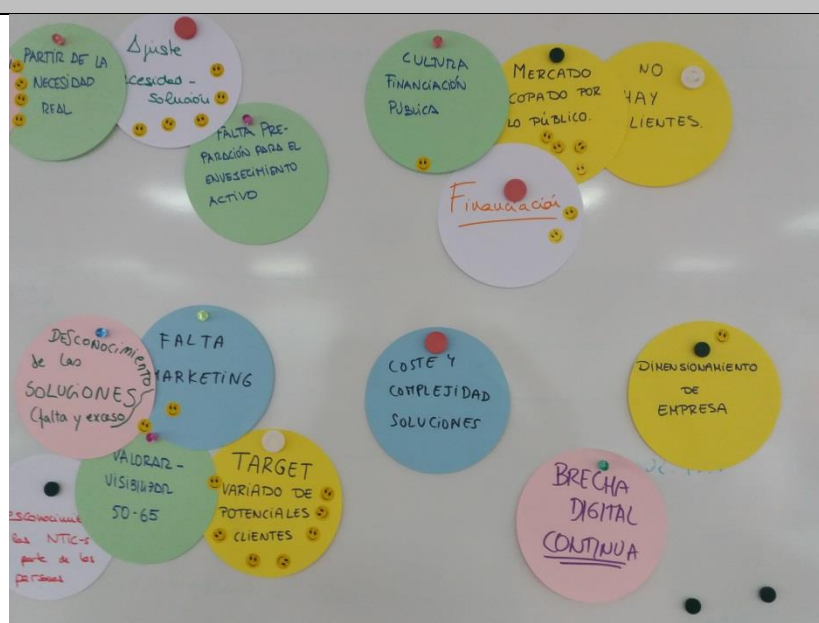 PARTIR DE LA
NECESIDAD
REAL
Ajuste
cesidad -
Solución
FALTA PRE-
PARACIÓN PARA EL
ENVEJECIMIENTO
ACTIVO
CULTURA
FINANCIACIÓN
PÚBLICA
MERCADO
COPADO POR
LO PÚBLICO.
NO
HAY
LIENTES.
Financiación
DESCONOCIMIENTO
de las
SOLUCIONES
(falta y exceso)
FALTA
MARKETING
VALORAR-
VISIBILIZAR
50-65
TARGET
VARIADO DE
POTENCIALES
CLIENTES
esconocimi
las NTIC-s
parte de las
personas
COSTE Y
COMPLEJIDAD
SOLUCIONES
DIMENSIONAMIENTO
DE
EMPRESA
BRECHA
DIGITAL
CONTINUA